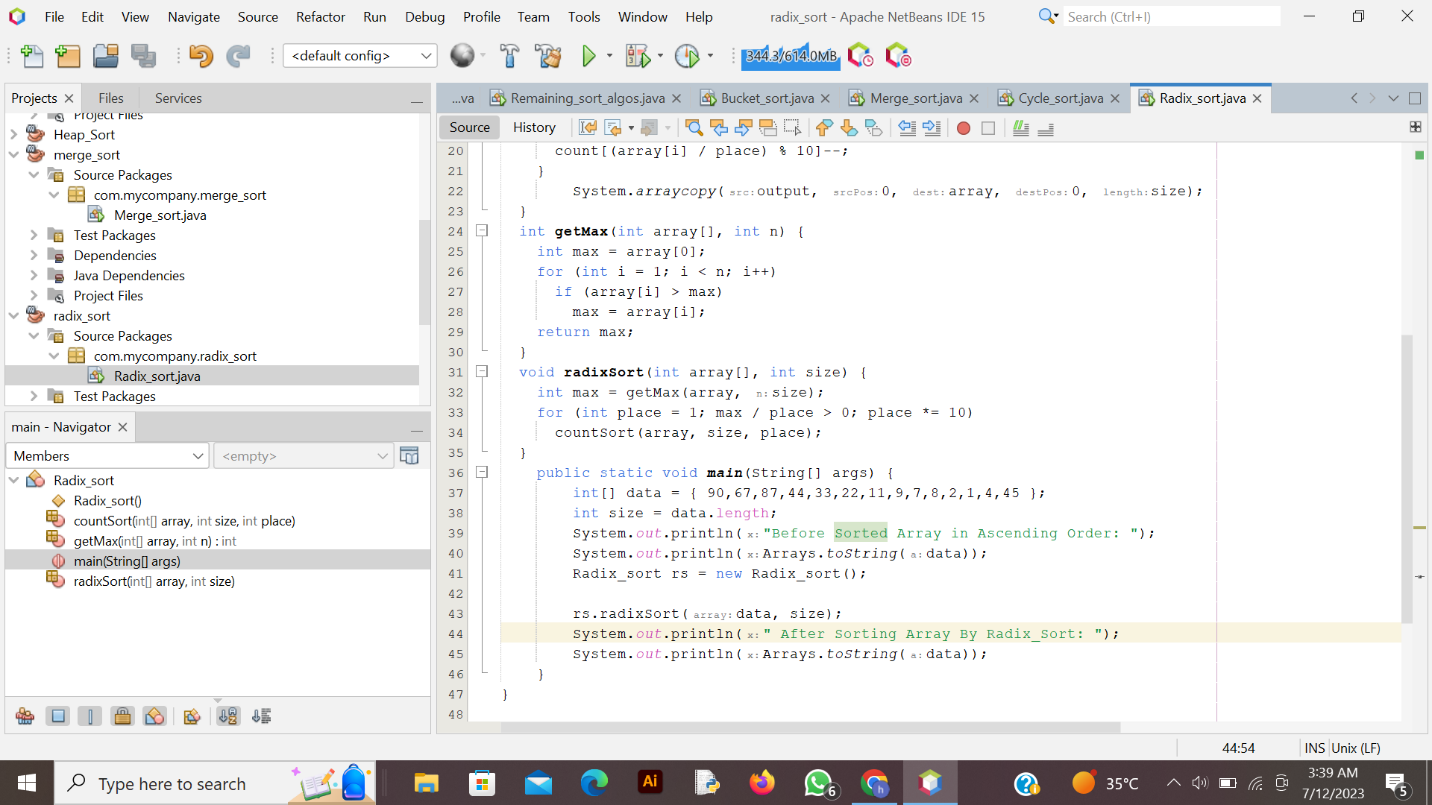 File Edit View Navigate Source Refactor Run Debug Profile Team Tools Window Help radix_sort - Apache NetBeans IDE 15 Search (Ctrl+I)
<default config> 344.3/614.0MB
Projects Files Services
Project Files
Heap_Sort
merge_sort
Source Packages
com.mycompany.merge_sort
Merge_sort.java
Test Packages
Dependencies
Java Dependencies
Project Files
radix_sort
Source Packages
com.mycompany.radix_sort
Radix_sort.java
Test Packages
main - Navigator
Members <empty>
Radix_sort
Radix_sort()
countSort(int[] array, int size, int place)
getMax(int[] array, int n) : int
main(String[] args)
radixSort(int[] array, int size)
...va Remaining_sort_algos.java Bucket_sort.java Merge_sort.java Cycle_sort.java Radix_sort.java
Source History
20 count[(array[i] / place) % 10]--;
21 }
22 System.arraycopy( src: output, srcPos: 0, dest: array, destPos: 0, length: size);
23 }
24 int getMax(int array[], int n) {
25 int max = array[0];
26 for (int i = 1; i < n; i++)
27 if (array[i] > max)
28 max = array[i];
29 return max;
30 }
31 void radixSort(int array[], int size) {
32 int max = getMax(array, n: size);
33 for (int place = 1; max / place > 0; place *= 10)
34 countSort(array, size, place);
35 }
36 public static void main(String[] args) {
37 int[] data = { 90,67,87,44,33,22,11,9,7,8,2,1,4,45 };
38 int size = data.length;
39 System.out.println( x: "Before Sorted Array in Ascending Order: ");
40 System.out.println( x: Arrays.toString( a: data));
41 Radix_sort rs = new Radix_sort();
42
43 rs.radixSort( array: data, size);
44 System.out.println( x: " After Sorting Array By Radix_Sort: ");
45 System.out.println( x: Arrays.toString( a: data));
46 }
47 }
48
44:54 INS Unix (LF)
Type here to search Ai 6 h 35°C 3:39 AM 5
7/12/2023